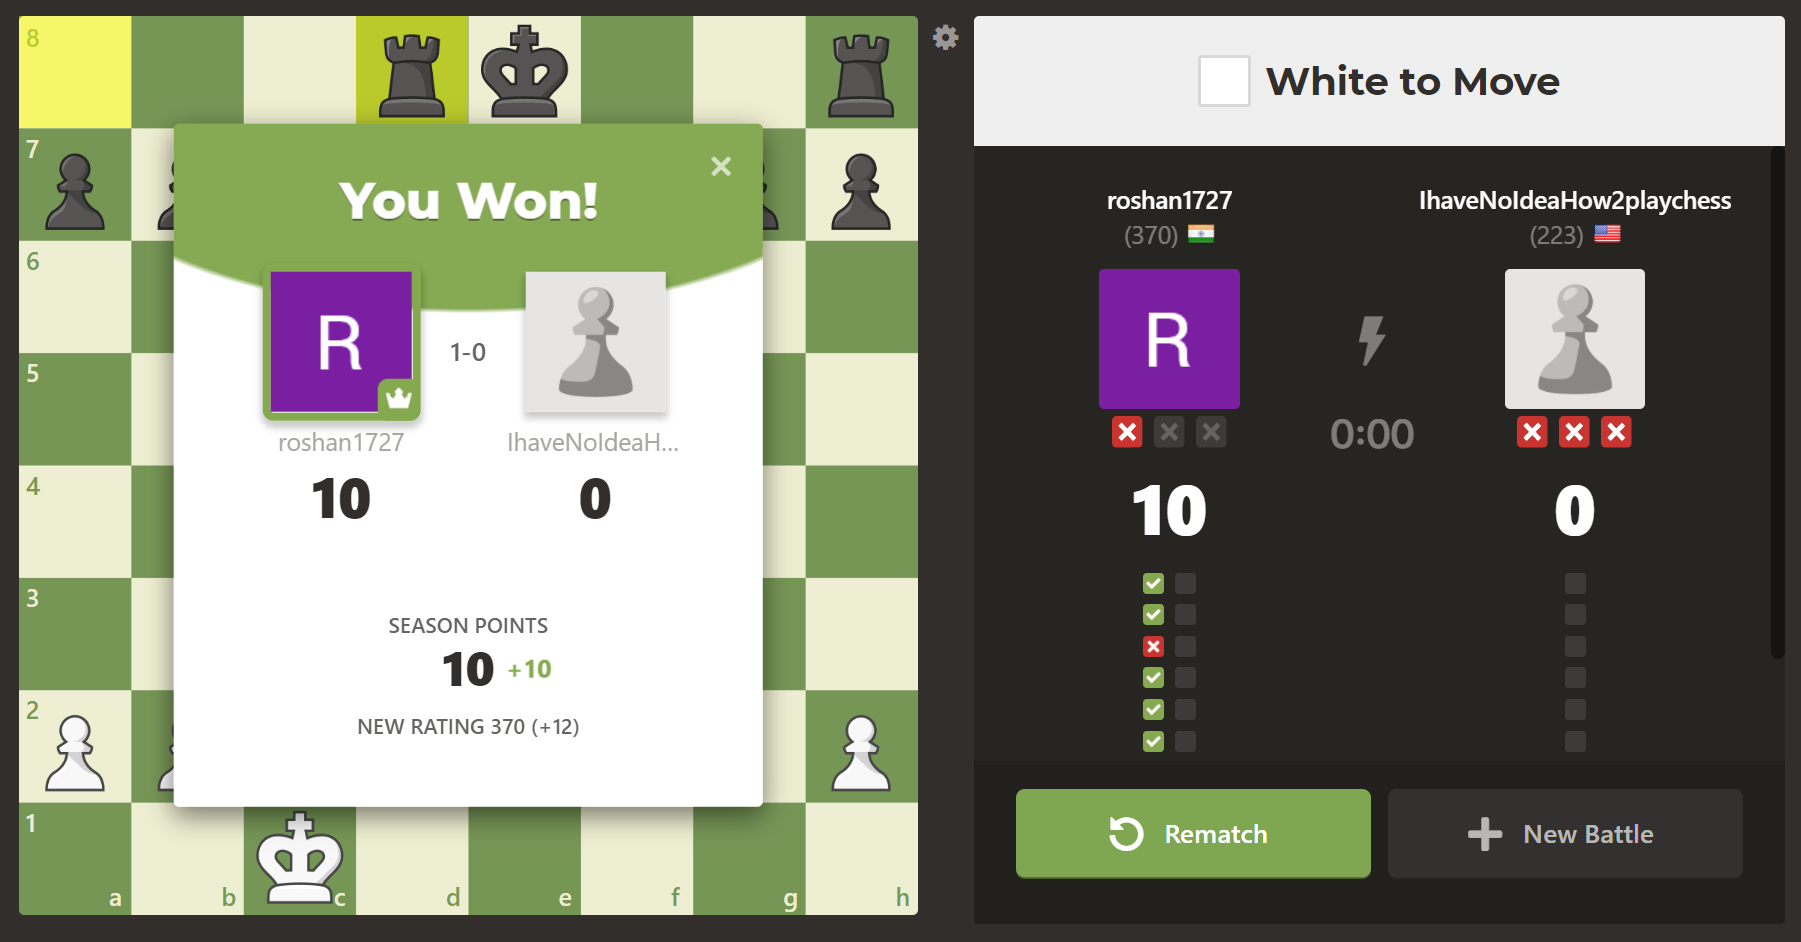 8
7
6
5
4
3
2
1
a
b
c
d
e
f
g
h
You Won!
R
1-0
roshan1727
IhaveNoIdeaH...
10
0
SEASON POINTS
10 +10
NEW RATING 370 (+12)
White to Move
roshan1727
(370)
IhaveNoIdeaHow2playchess
(223)
R
0:00
10
0
Rematch
New Battle